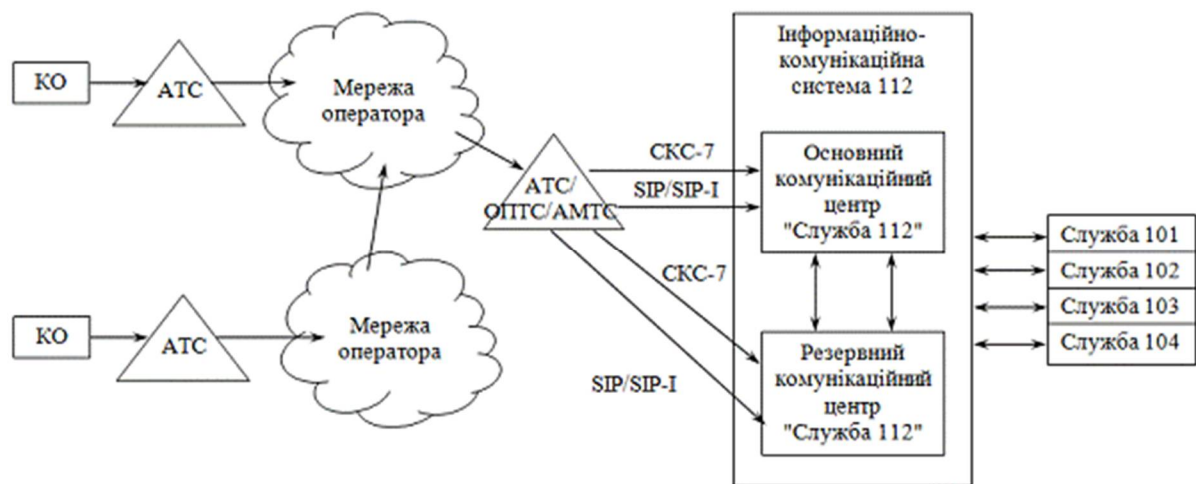 КО
АТС
Мережа
оператора
КО
АТС
Мережа
оператора
АТС/
ОПТС/АМТС
СКС-7
SIP/SIP-I
СКС-7
SIP/SIP-I
Інформаційно-
комунікаційна
система 112
Основний
комунікаційний
центр
"Служба 112"
Резервний
комунікаційний
центр
"Служба 112"
Служба 101
Служба 102
Служба 103
Служба 104